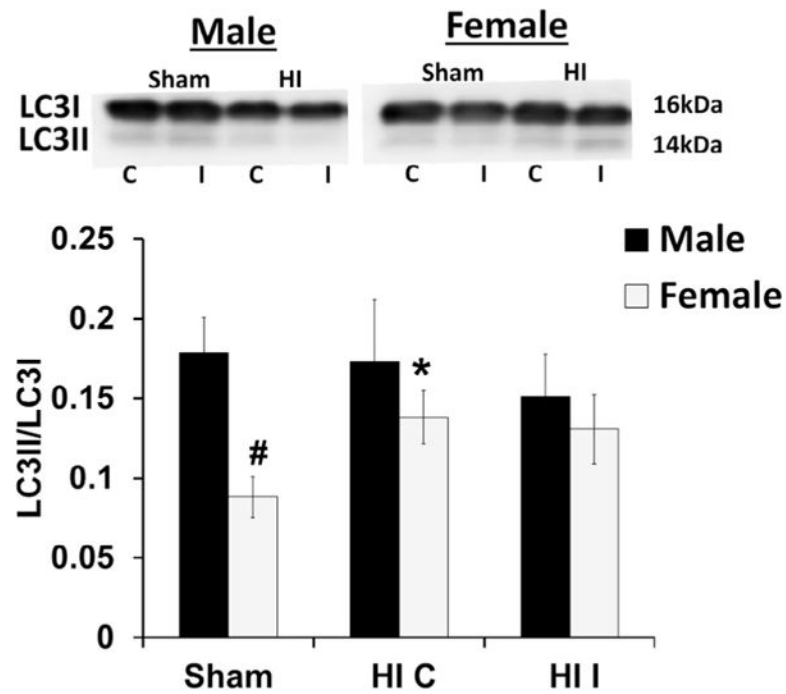 Male Female
Sham HI Sham HI
LC3I 16kDa
LC3II 14kDa
C I C I C I C I
0.25
Male
Female
0.2
0.15 *
0.1 #
0.05
0
LC3II/LC3I
Sham HI C HI I